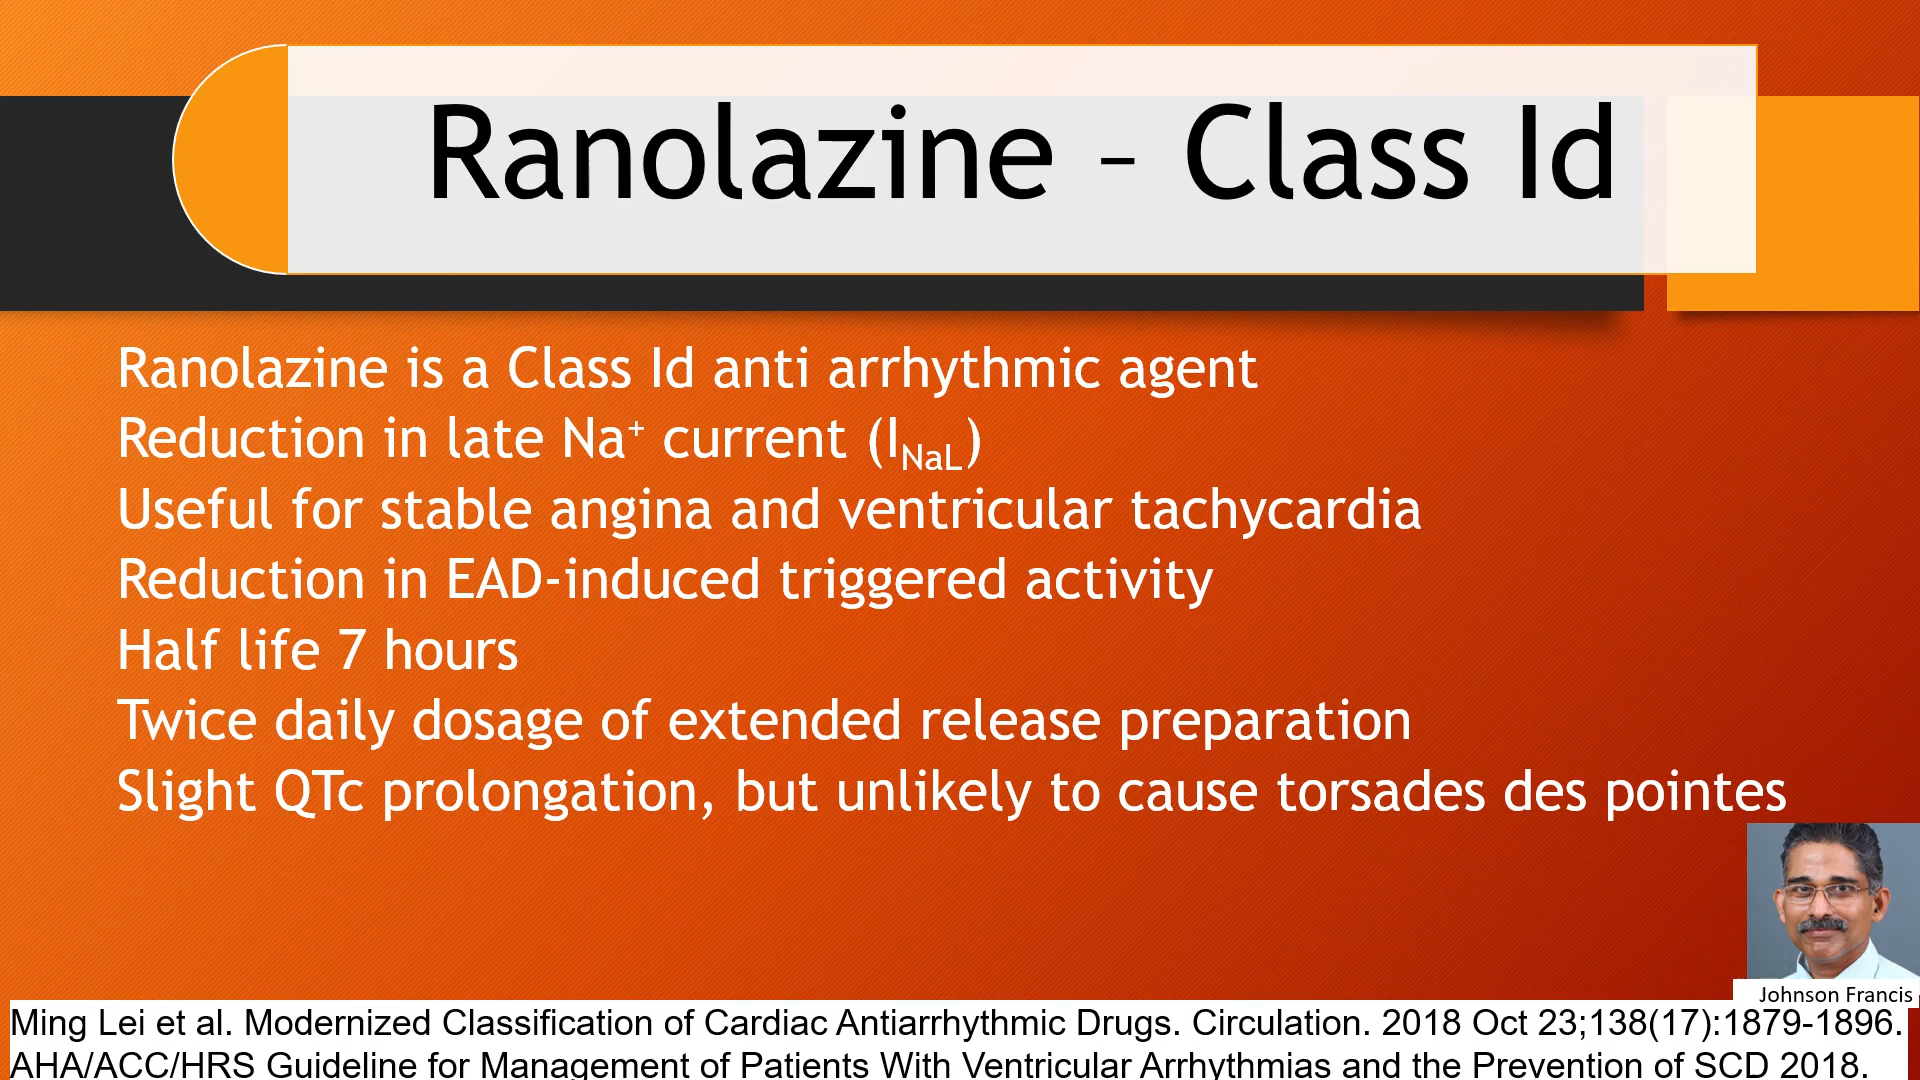 Ranolazine – Class Id
Ranolazine is a Class Id anti arrhythmic agent
Reduction in late Na⁺ current (I_NaL)
Useful for stable angina and ventricular tachycardia
Reduction in EAD-induced triggered activity
Half life 7 hours
Twice daily dosage of extended release preparation
Slight QTc prolongation, but unlikely to cause torsades des pointes
Johnson Francis
Ming Lei et al. Modernized Classification of Cardiac Antiarrhythmic Drugs. Circulation. 2018 Oct 23;138(17):1879-1896.
AHA/ACC/HRS Guideline for Management of Patients With Ventricular Arrhythmias and the Prevention of SCD 2018.